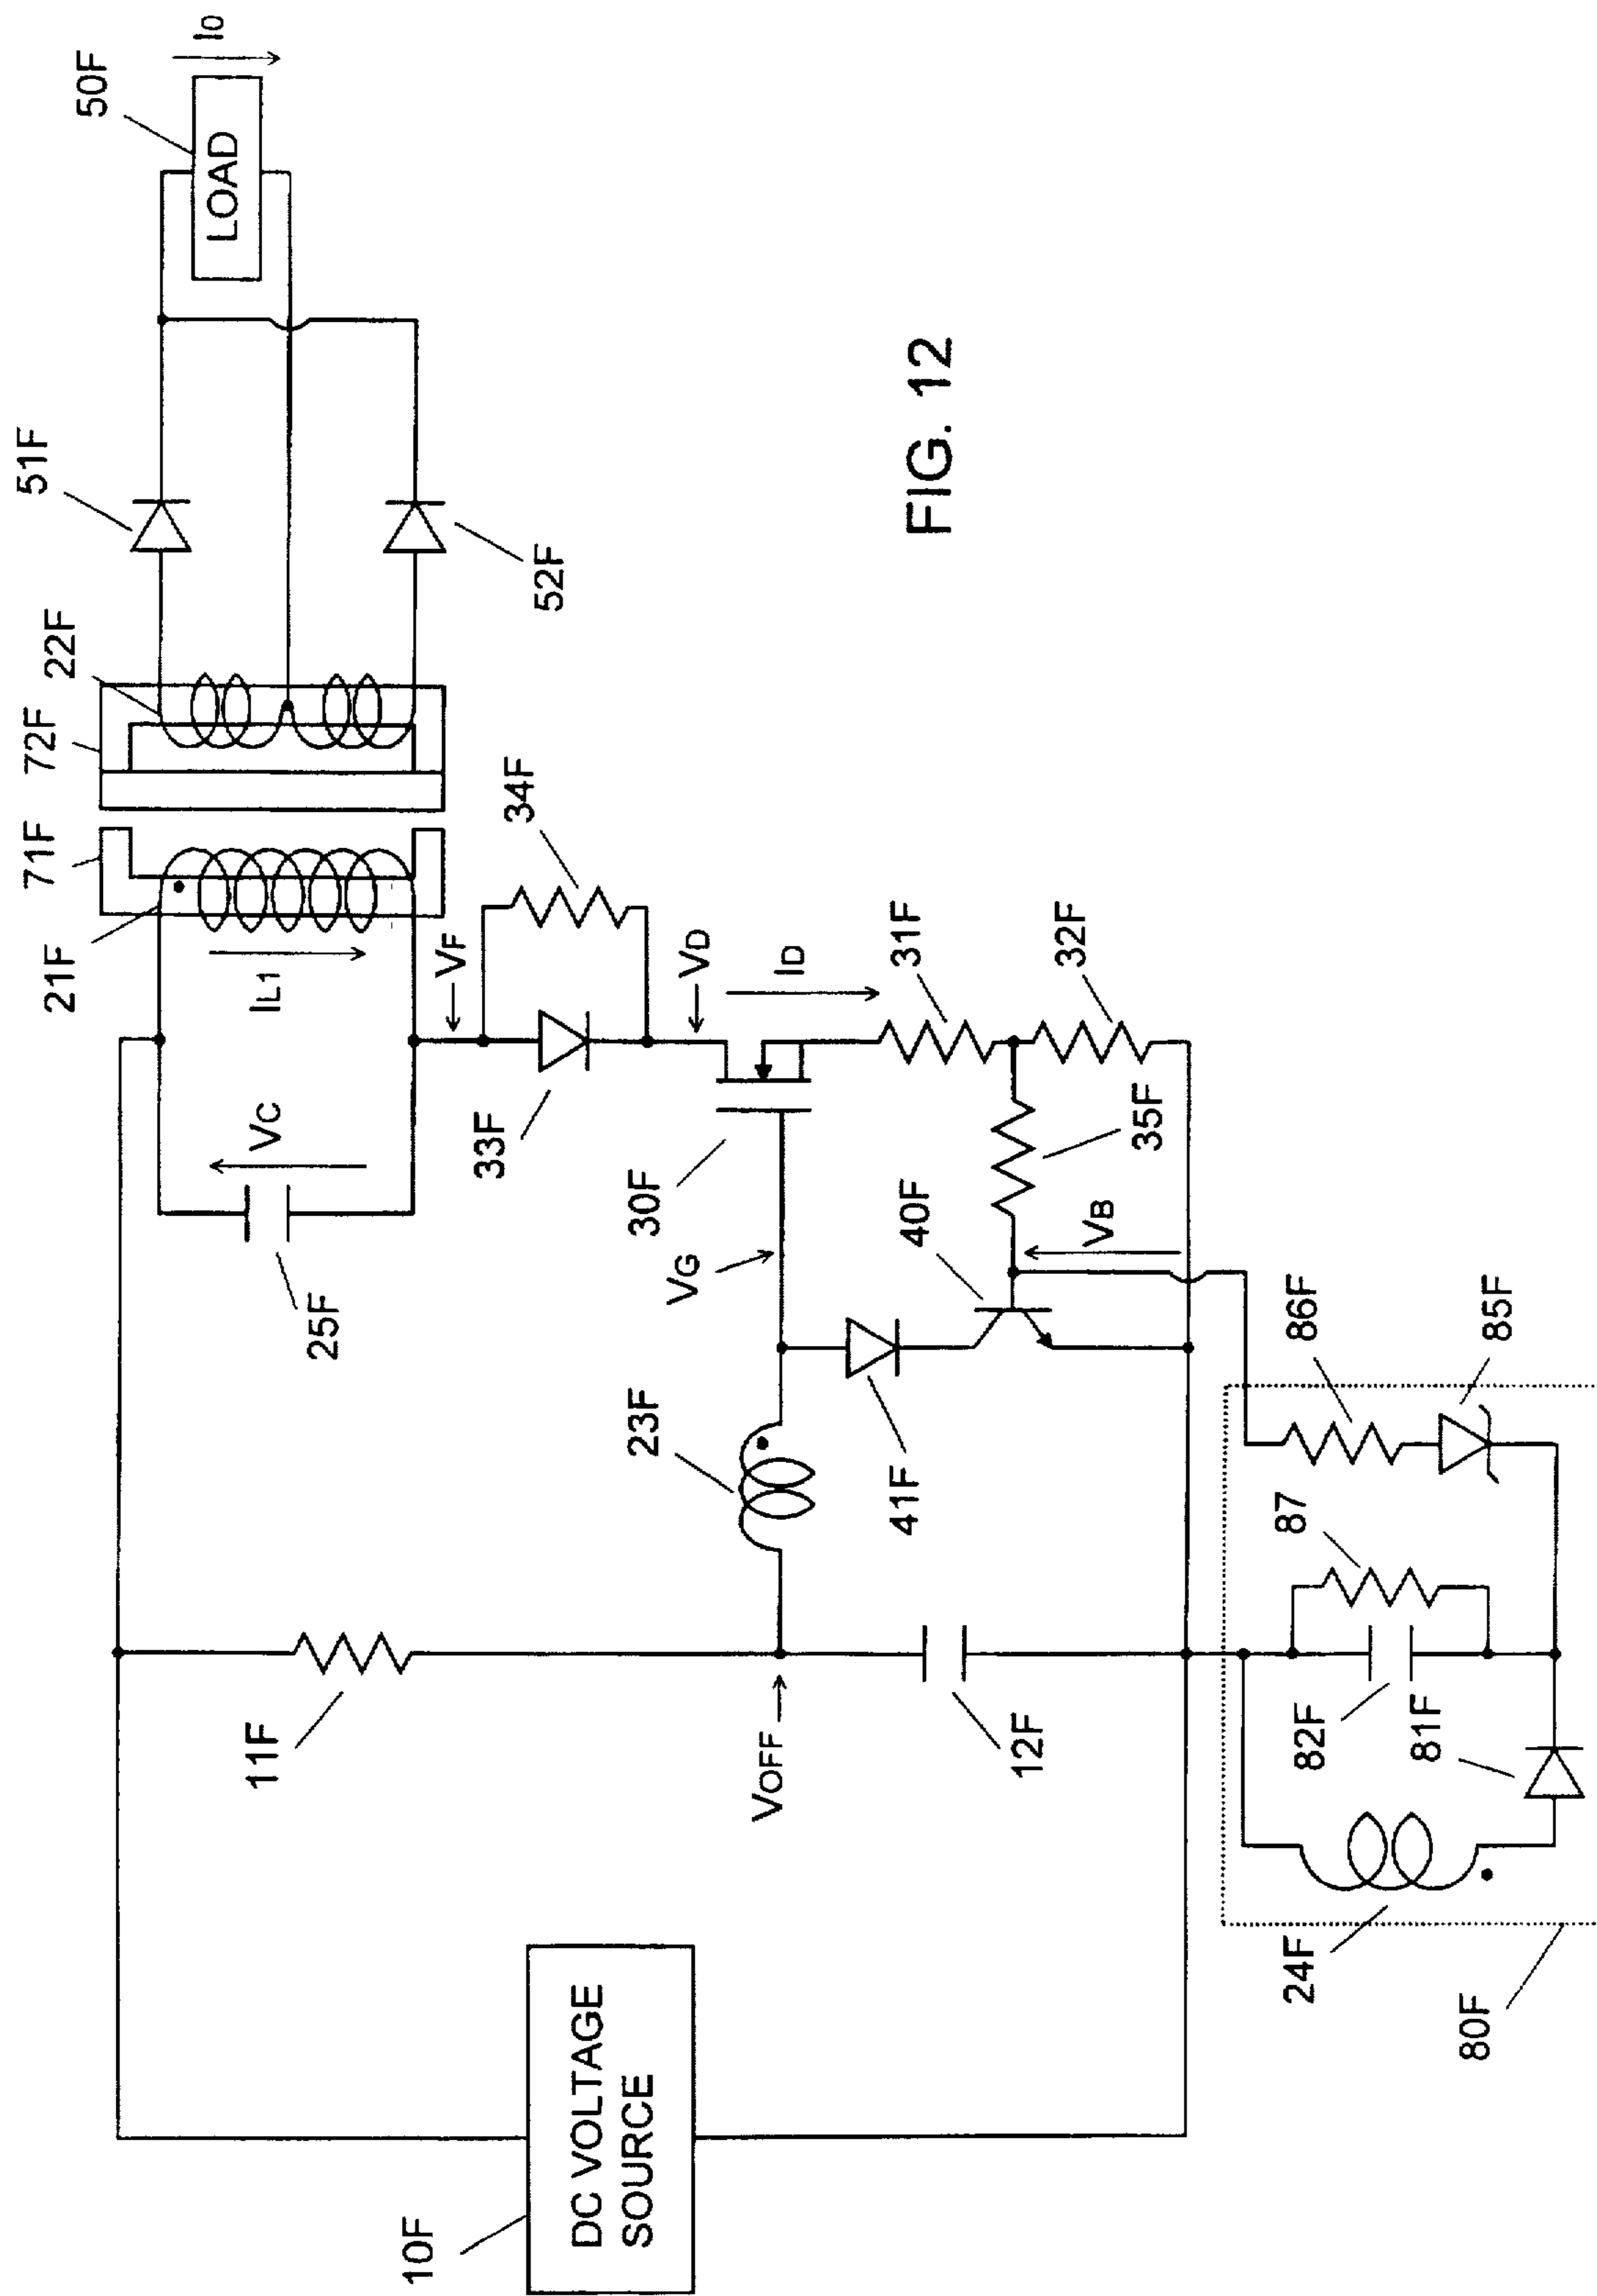 10F
DC VOLTAGE
SOURCE
11F
VOFF
12F
25F
VC
21F
71F
72F
22F
51F
52F
50F
LOAD
IO
IL1
VF
34F
33F
VD
ID
30F
VG
23F
41F
40F
31F
32F
35F
VB
24F
80F
82F
81F
87
86F
85F
FIG. 12